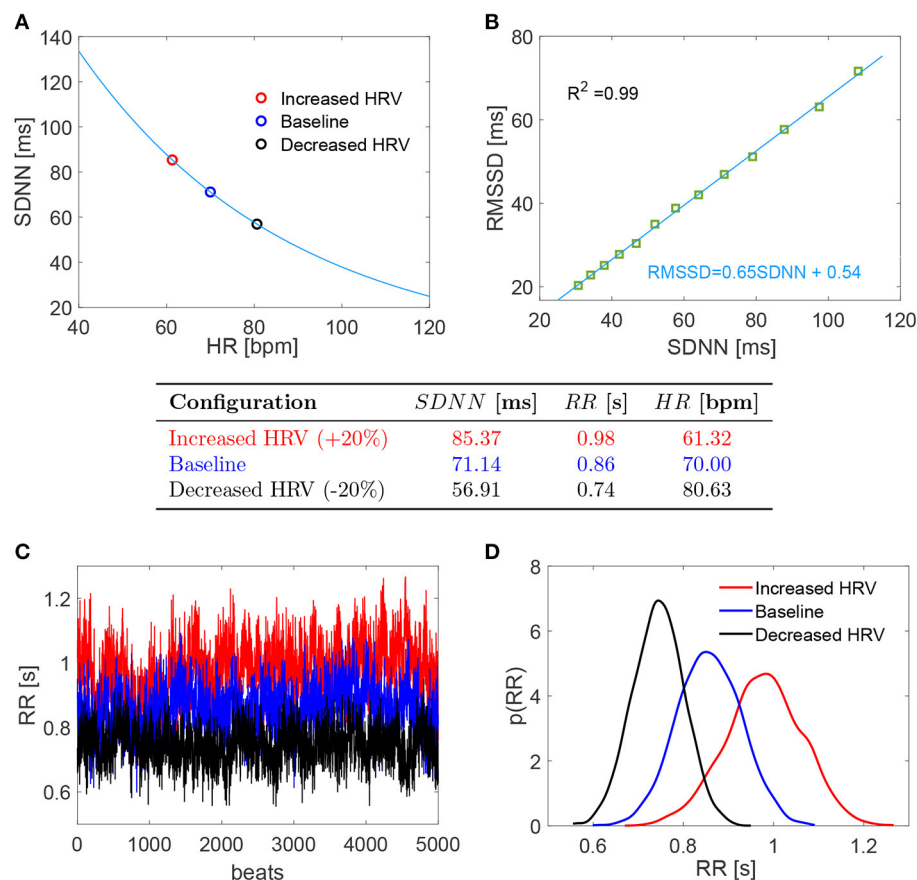 A
140
120
100
80
60
40
20
40
60
80
100
120
SDNN [ms]
HR [bpm]
Increased HRV
Baseline
Decreased HRV
B
80
60
40
20
20
40
60
80
100
120
RMSSD [ms]
SDNN [ms]
R² =0.99
RMSSD=0.65SDNN + 0.54
Configuration SDNN [ms] RR [s] HR [bpm]
Increased HRV (+20%) 85.37 0.98 61.32
Baseline 71.14 0.86 70.00
Decreased HRV (-20%) 56.91 0.74 80.63
C
1.2
1
0.8
0.6
0
1000
2000
3000
4000
5000
RR [s]
beats
D
8
6
4
2
0
0.6
0.8
1
1.2
p(RR)
RR [s]
Increased HRV
Baseline
Decreased HRV